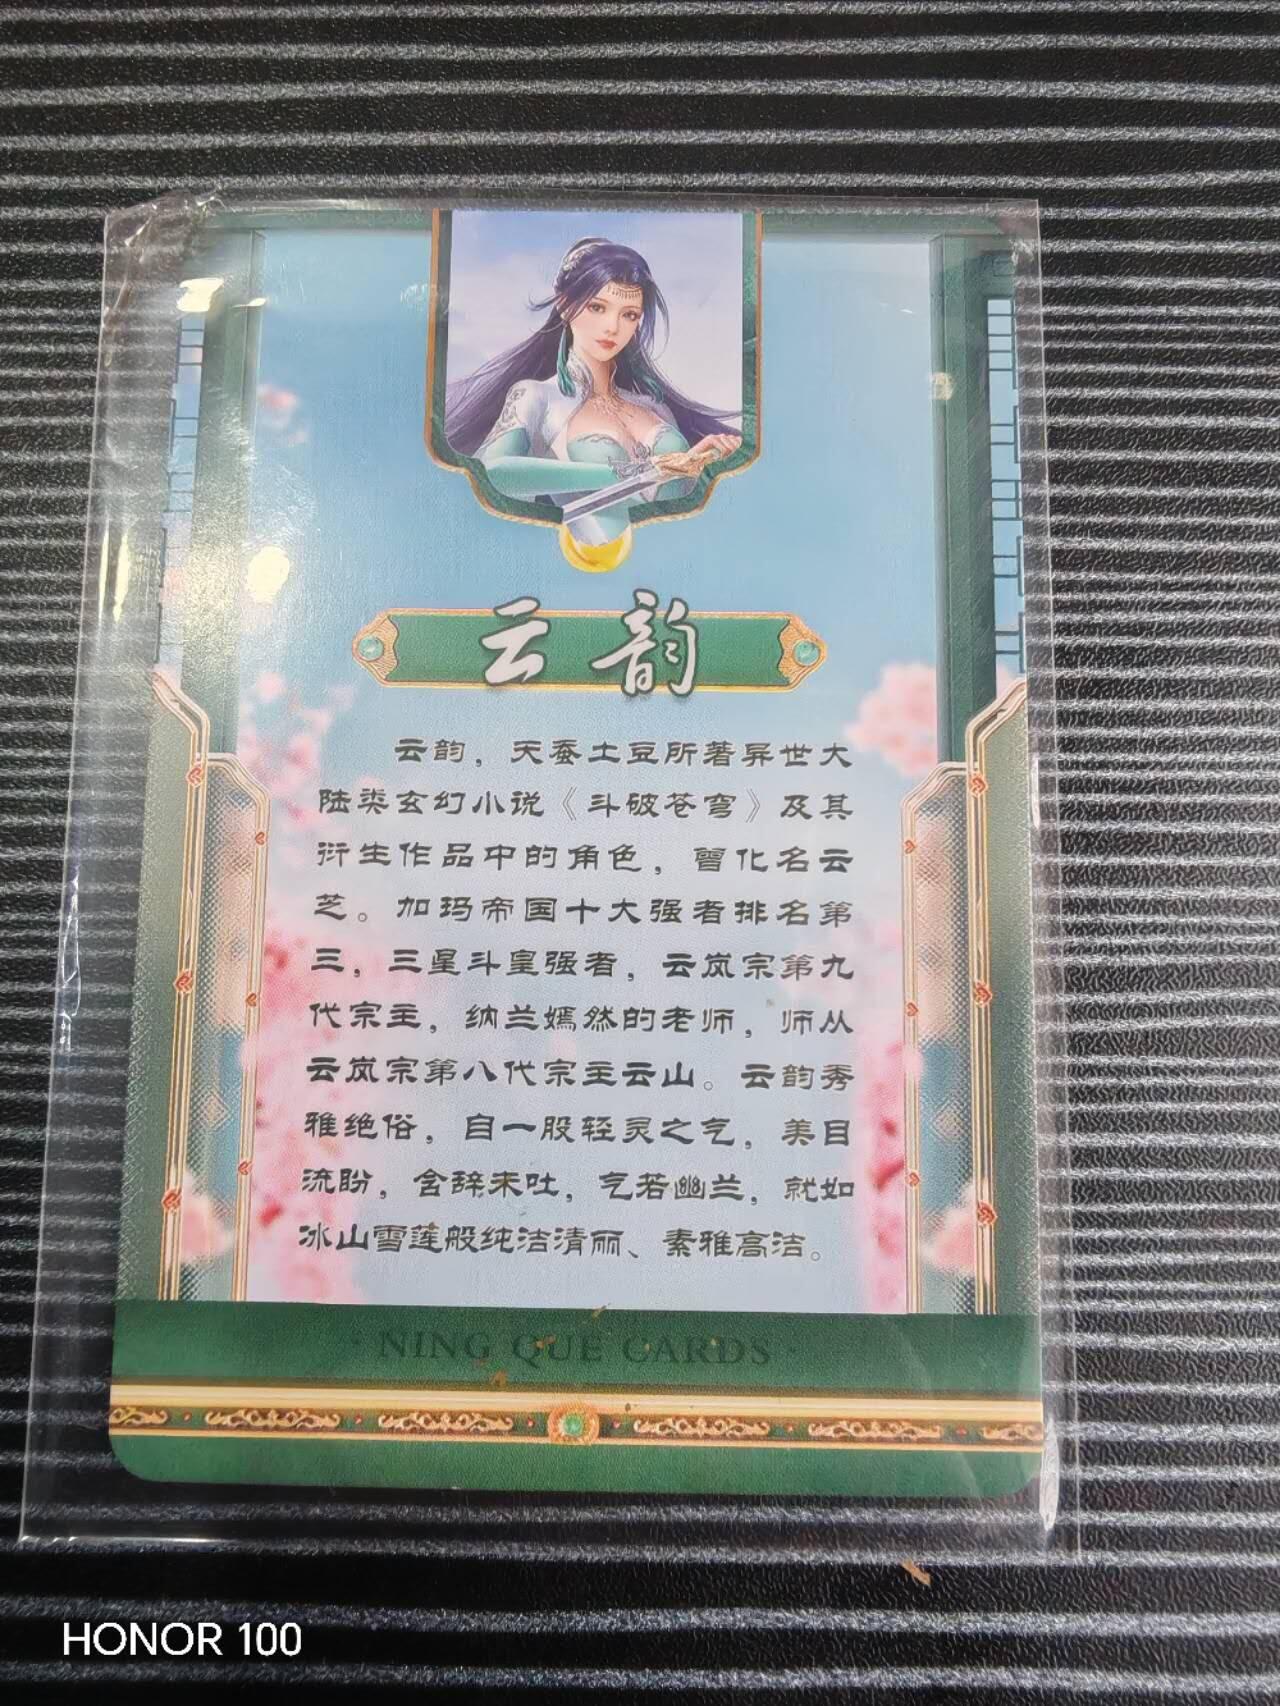 云韵
云韵，天蚕土豆所著异世大
陆类玄幻小说《斗破苍穹》及其
衍生作品中的角色，曾化名云
芝。加玛帝国十大强者排名第
三，三星斗皇强者，云岚宗第九
代宗主，纳兰嫣然的老师，师从
云岚宗第八代宗主云山。云韵秀
雅绝俗，自一股轻灵之气，美目
流盼，含辞未吐，气若幽兰，就如
冰山雪莲般纯洁清丽、素雅高洁。
· NING QUE CARDS ·
HONOR 100